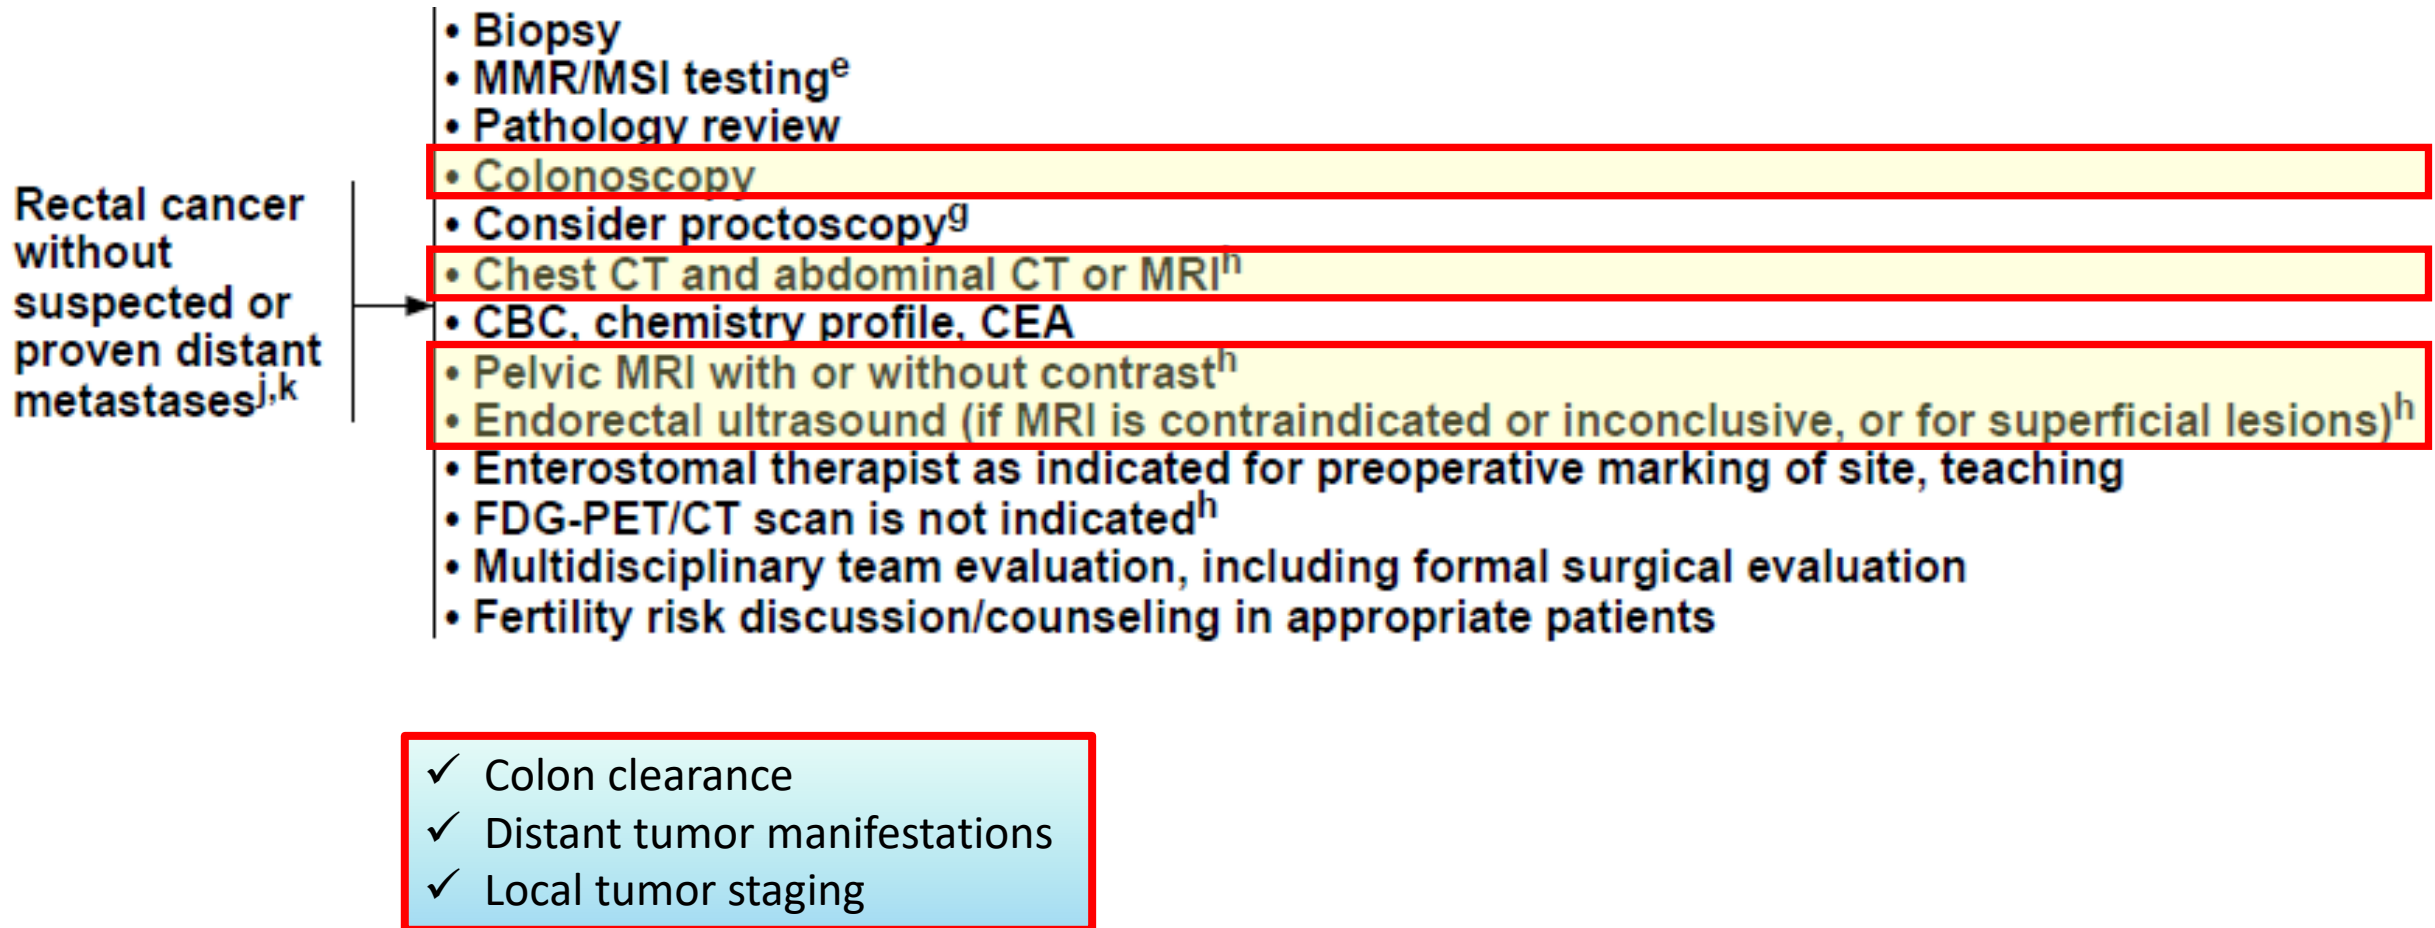 Rectal cancer
without
suspected or
proven distant
metastasesj,k
• Biopsy
• MMR/MSI testinge
• Pathology review
• Colonoscopy
• Consider proctoscopyg
• Chest CT and abdominal CT or MRIh
• CBC, chemistry profile, CEA
• Pelvic MRI with or without contrasth
• Endorectal ultrasound (if MRI is contraindicated or inconclusive, or for superficial lesions)h
• Enterostomal therapist as indicated for preoperative marking of site, teaching
• FDG-PET/CT scan is not indicatedh
• Multidisciplinary team evaluation, including formal surgical evaluation
• Fertility risk discussion/counseling in appropriate patients
✓ Colon clearance
✓ Distant tumor manifestations
✓ Local tumor staging